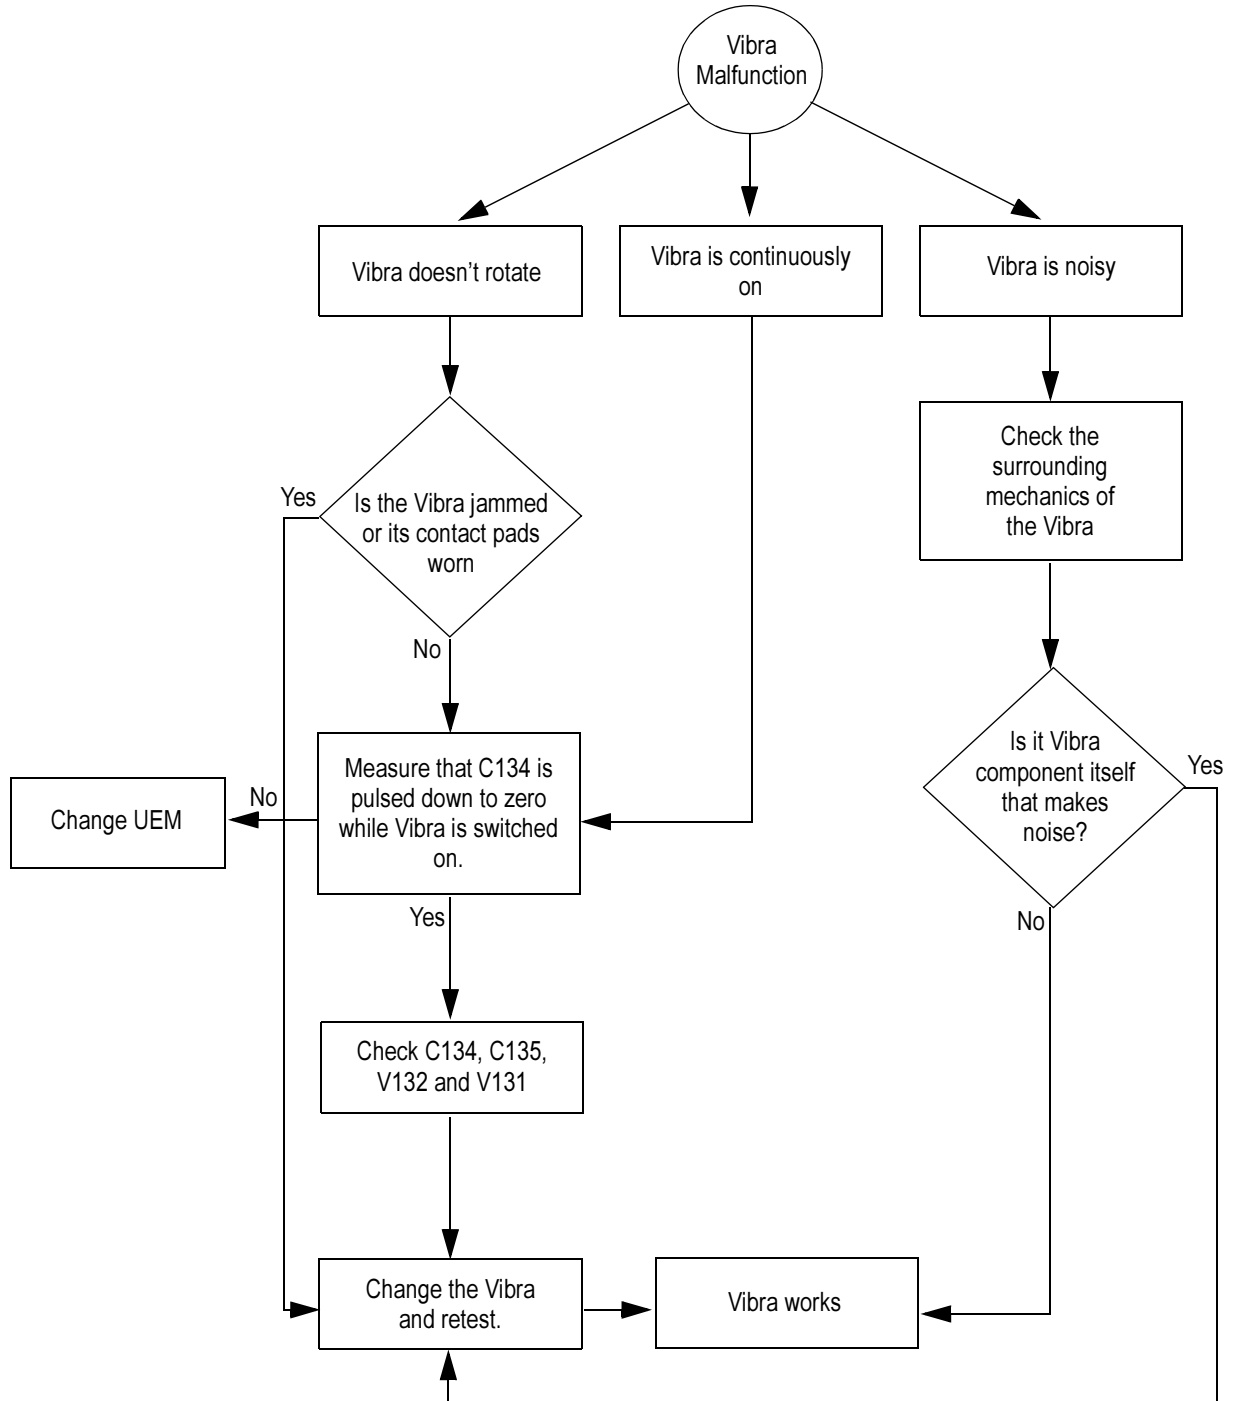 Vibra
Malfunction
Vibra doesn't rotate
Vibra is continuously
on
Vibra is noisy
Check the
surrounding
mechanics of
the Vibra
Yes
Is the Vibra jammed
or its contact pads
worn
No
Is it Vibra
component itself
that makes
noise?
Yes
No
Measure that C134 is
pulsed down to zero
while Vibra is switched
on.
No
Change UEM
Yes
Check C134, C135,
V132 and V131
Change the Vibra
and retest.
Vibra works